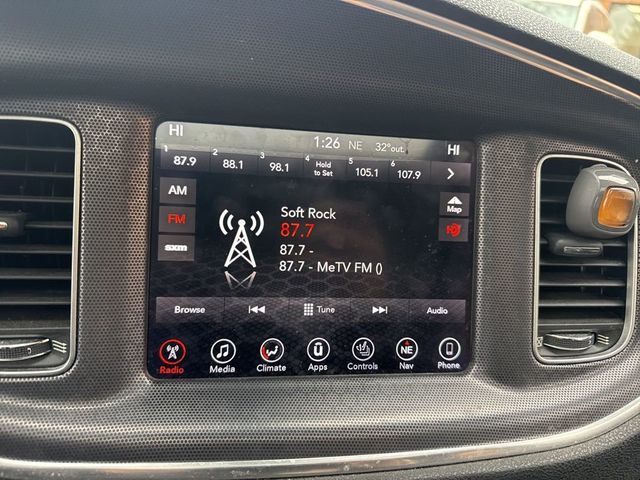 HI 1:26 NE 32°out. HI
1 2 3 4 5 6
87.9 88.1 98.1 Hold to Set 105.1 107.9
AM
FM
sxm
Soft Rock
87.7
87.7 -
87.7 - MeTV FM ()
Map
Browse Tune Audio
Radio Media Climate Apps Controls Nav Phone
NE